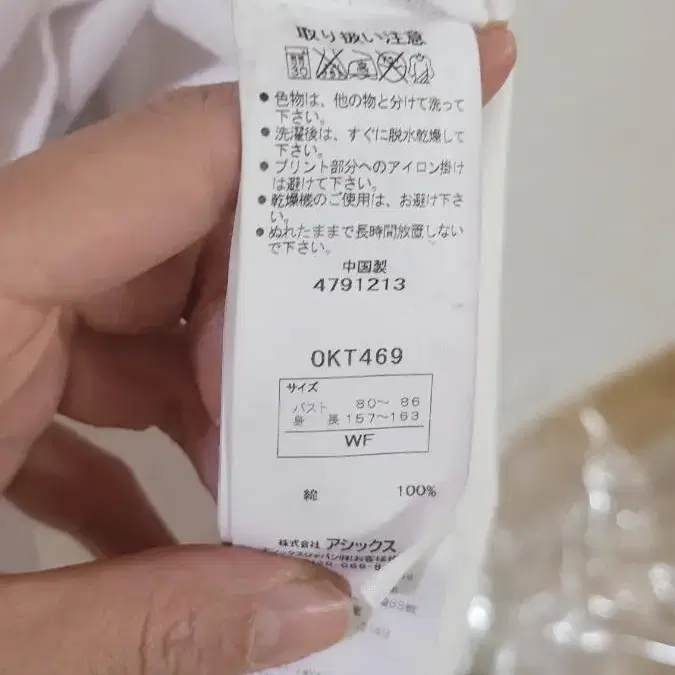 取り扱い注意
● 色物は、他の物と分けて洗って
下さい。
● 洗濯後は、すぐに脱水乾燥して
下さい。
● プリント部分へのアイロン掛け
は避けて下さい。
● 乾燥機のご使用は、お避け下さ
い。
● ぬれたままで長時間放置しない
で下さい。
中国製
4791213
OKT469
サイズ
バスト 80〜 86
身 長 157〜163
WF
綿 100%
株式会社 アシックス